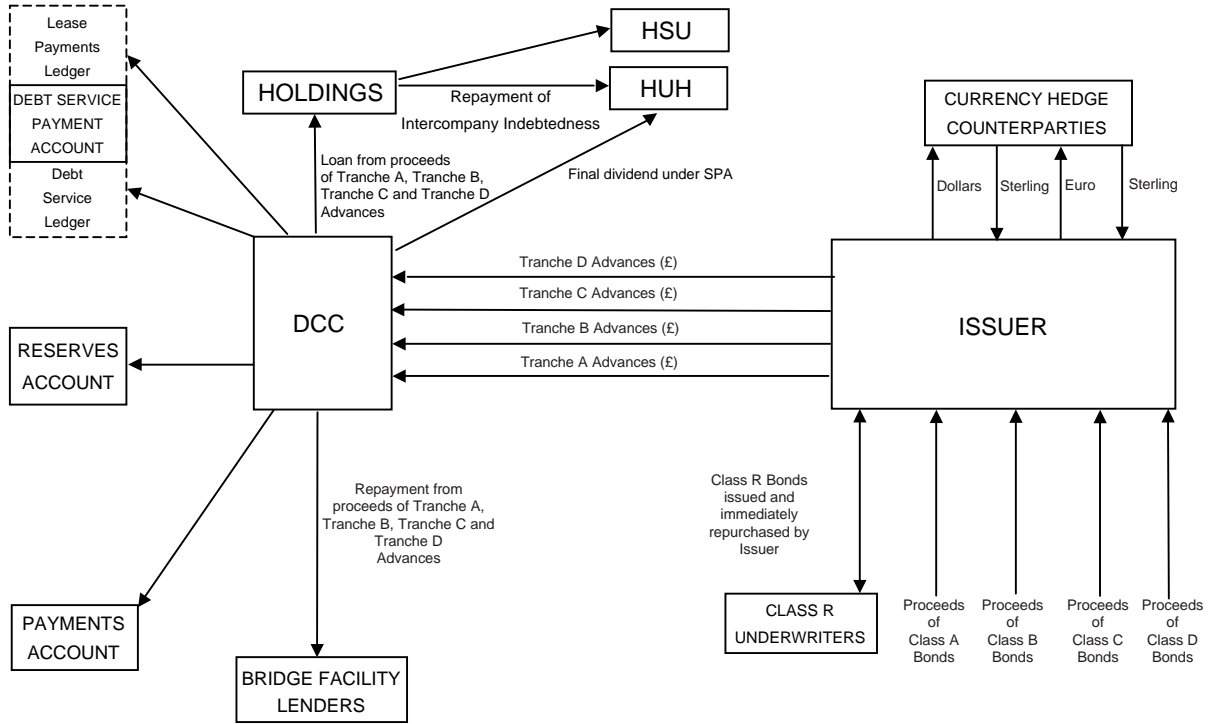 Lease
Payments
Ledger
DEBT SERVICE
PAYMENT
ACCOUNT
Debt
Service
Ledger
HOLDINGS
HSU
HUH
Repayment of
Intercompany Indebtedness
Loan from proceeds
of Tranche A, Tranche B,
Tranche C and Tranche D
Advances
Final dividend under SPA
CURRENCY HEDGE
COUNTERPARTIES
Dollars
Sterling
Euro
Sterling
Tranche D Advances (£)
Tranche C Advances (£)
Tranche B Advances (£)
Tranche A Advances (£)
DCC
ISSUER
RESERVES
ACCOUNT
Repayment from
proceeds of Tranche A,
Tranche B, Tranche C and
Tranche D
Advances
Class R Bonds
issued and
immediately
repurchased by
Issuer
PAYMENTS
ACCOUNT
BRIDGE FACILITY
LENDERS
CLASS R
UNDERWRITERS
Proceeds
of
Class A
Bonds
Proceeds
of
Class B
Bonds
Proceeds
of
Class C
Bonds
Proceeds
of
Class D
Bonds